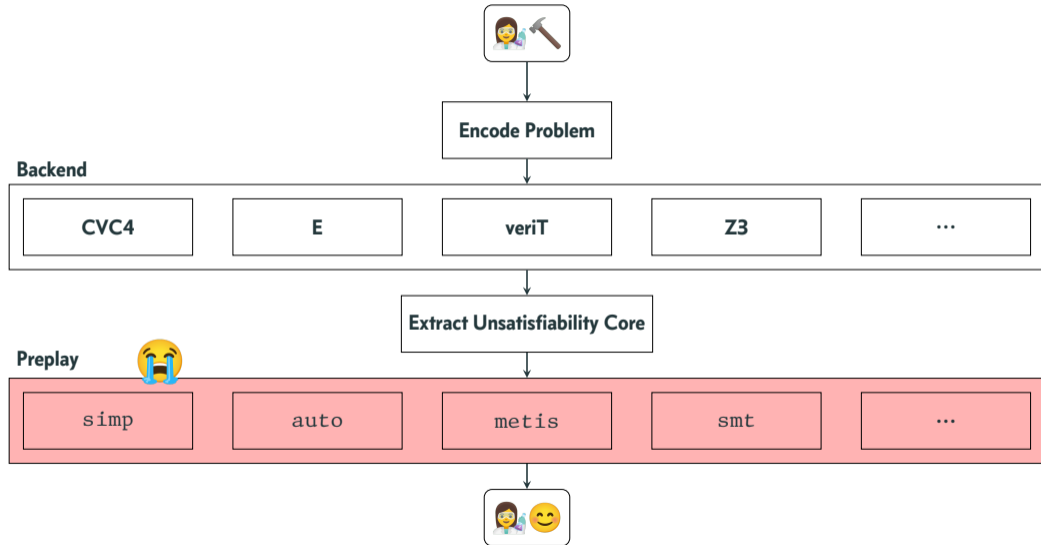 Encode Problem
Backend
CVC4
E
veriT
Z3
...
Extract Unsatisfiability Core
Preplay
simp
auto
metis
smt
...